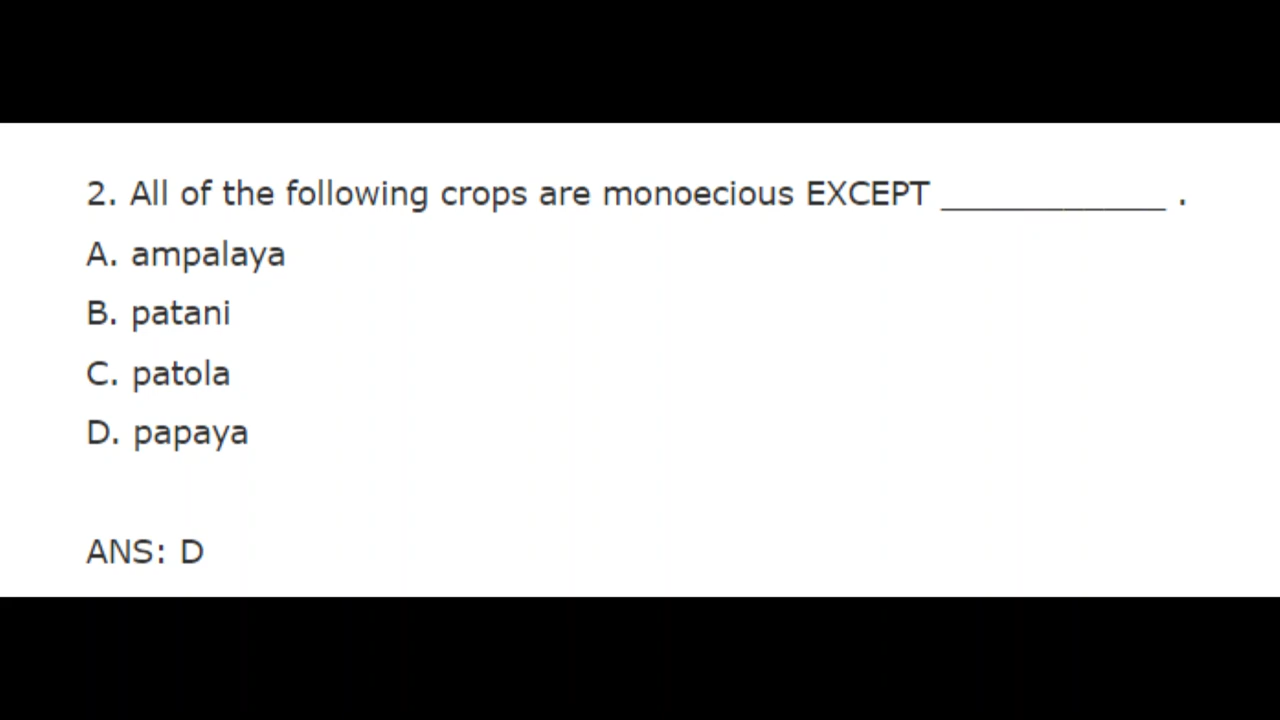 2. All of the following crops are monoecious EXCEPT ____________ .
A. ampalaya
B. patani
C. patola
D. papaya
ANS: D